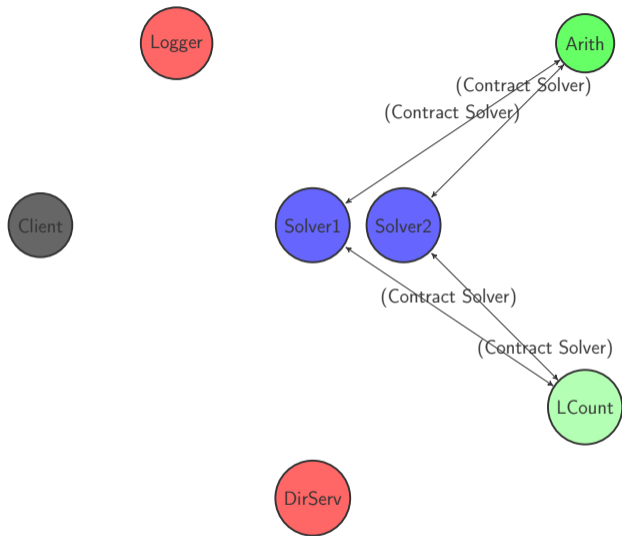 Logger
Arith
(Contract Solver)
(Contract Solver)
Client
Solver1
Solver2
(Contract Solver)
(Contract Solver)
LCount
DirServ